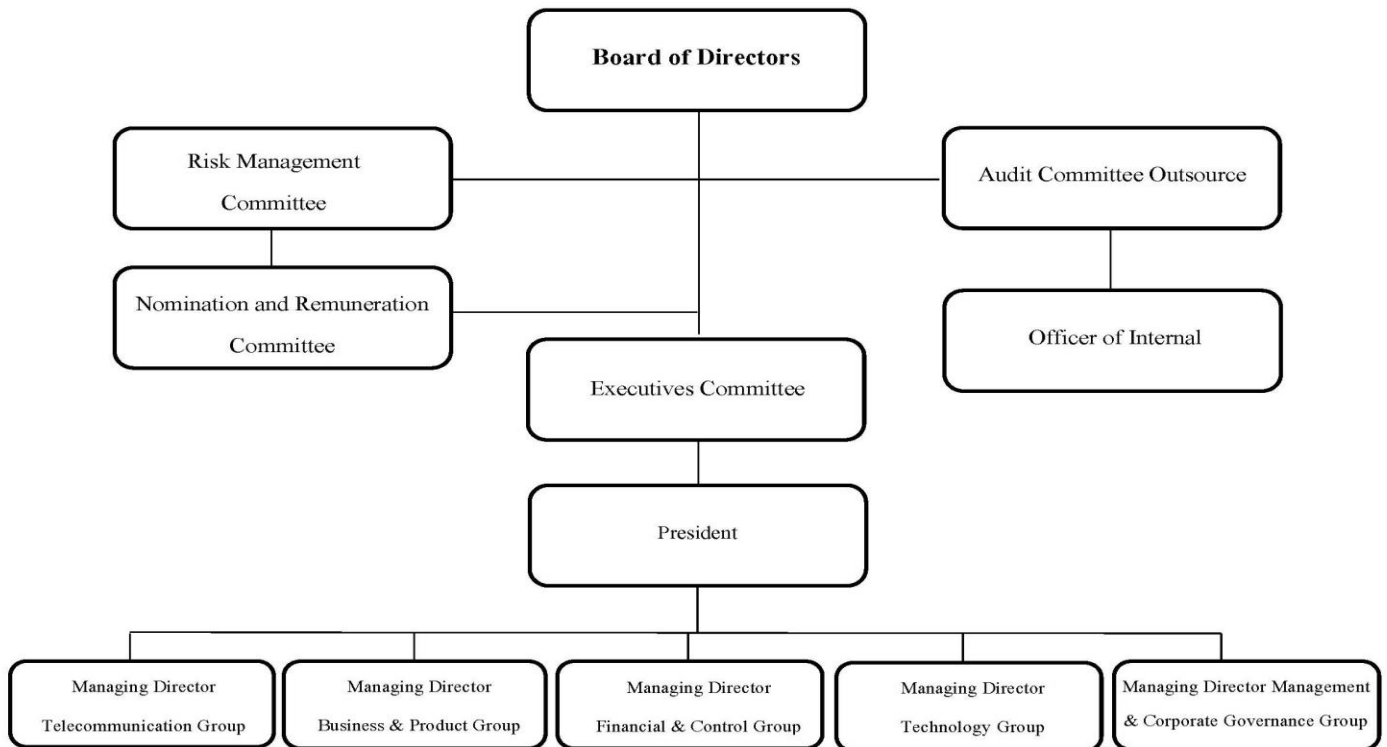 Board of Directors
Risk Management
Committee
Audit Committee Outsource
Nomination and Remuneration
Committee
Officer of Internal
Executives Committee
President
Managing Director
Telecommunication Group
Managing Director
Business & Product Group
Managing Director
Financial & Control Group
Managing Director
Technology Group
Managing Director Management
& Corporate Governance Group